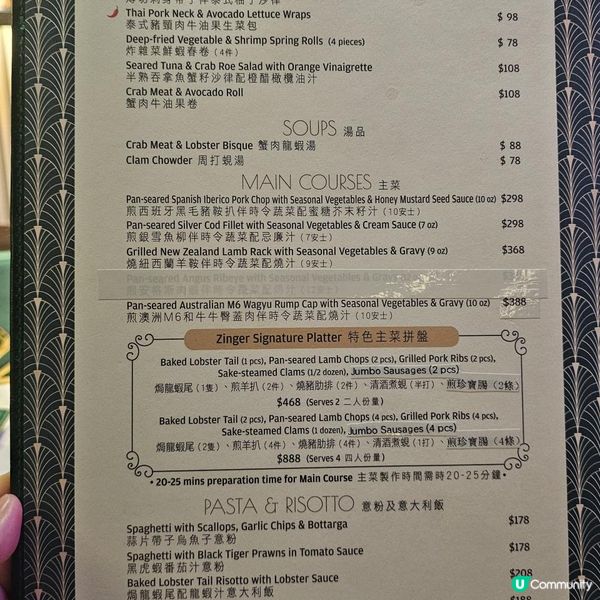 Thai Pork Neck & Avocado Lettuce Wraps $ 98
泰式豬頸肉牛油果生菜包
Deep-fried Vegetable & Shrimp Spring Rolls (4 pieces) $ 78
炸雜菜鮮蝦春卷 (4件)
Seared Tuna & Crab Roe Salad with Orange Vinaigrette $108
半熟吞拿魚蟹籽沙律配橙醋橄欖油汁
Crab Meat & Avocado Roll $108
蟹肉牛油果卷
SOUPS 湯品
Crab Meat & Lobster Bisque 蟹肉龍蝦湯 $ 88
Clam Chowder 周打蜆湯 $ 78
MAIN COURSES 主菜
Pan-seared Spanish Iberico Pork Chop with Seasonal Vegetables & Honey Mustard Seed Sauce (10 oz) $298
煎西班牙黑毛豬鞍扒伴時令蔬菜配蜜糖芥末籽汁 (10安士)
Pan-seared Silver Cod Fillet with Seasonal Vegetables & Cream Sauce (7 oz) $298
煎銀雪魚柳伴時令蔬菜配忌廉汁 (7安士)
Grilled New Zealand Lamb Rack with Seasonal Vegetables & Gravy (9 oz) $368
燒紐西蘭羊鞍伴時令蔬菜配燒汁 (9安士)
Pan-seared Angus Ribeye with Seasonal Vegetables & Gravy
Pan-seared Australian M6 Wagyu Rump Cap with Seasonal Vegetables & Gravy (10 oz) $388
煎澳洲M6和牛牛臀蓋肉伴時令蔬菜配燒汁 (10安士)
Zinger Signature Platter 特色主菜拼盤
Baked Lobster Tail (1 pcs), Pan-seared Lamb Chops (2 pcs), Grilled Pork Ribs (2 pcs),
Sake-steamed Clams (1/2 dozen), Jumbo Sausages (2 pcs)
焗龍蝦尾 (1隻)、煎羊扒 (2件)、燒豬肋排 (2件)、清酒煮蜆 (半打)、煎珍寶腸 (2條)
$468 (Serves 2 二人份量)
Baked Lobster Tail (2 pcs), Pan-seared Lamb Chops (4 pcs), Grilled Pork Ribs (4 pcs),
Sake-steamed Clams (1 dozen), Jumbo Sausages (4 pcs)
焗龍蝦尾 (2隻)、煎羊扒 (4件)、燒豬肋排 (4件)、清酒煮蜆 (1打)、煎珍寶腸 (4條)
$888 (Serves 4 四人份量)
• 20-25 mins preparation time for Main Course 主菜製作時間需時20-25分鐘 •
PASTA & RISOTTO 意粉及意大利飯
Spaghetti with Scallops, Garlic Chips & Bottarga $178
蒜片帶子烏魚子意粉
Spaghetti with Black Tiger Prawns in Tomato Sauce $178
黑虎蝦番茄汁意粉
Baked Lobster Tail Risotto with Lobster Sauce $208
焗龍蝦尾配龍蝦汁意大利飯
$188
U Community